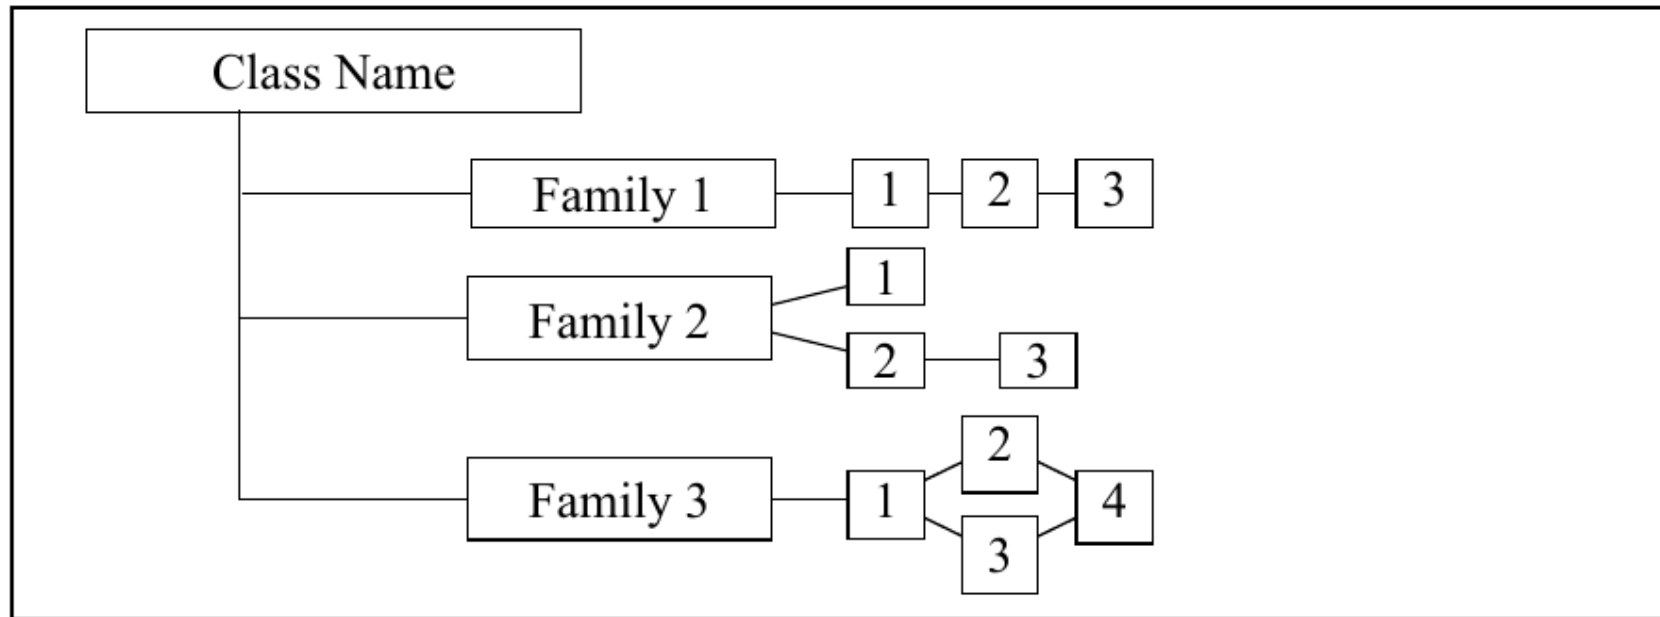 Class Name
Family 1 1 2 3
1
Family 2
2 3
2
Family 3 1 4
3